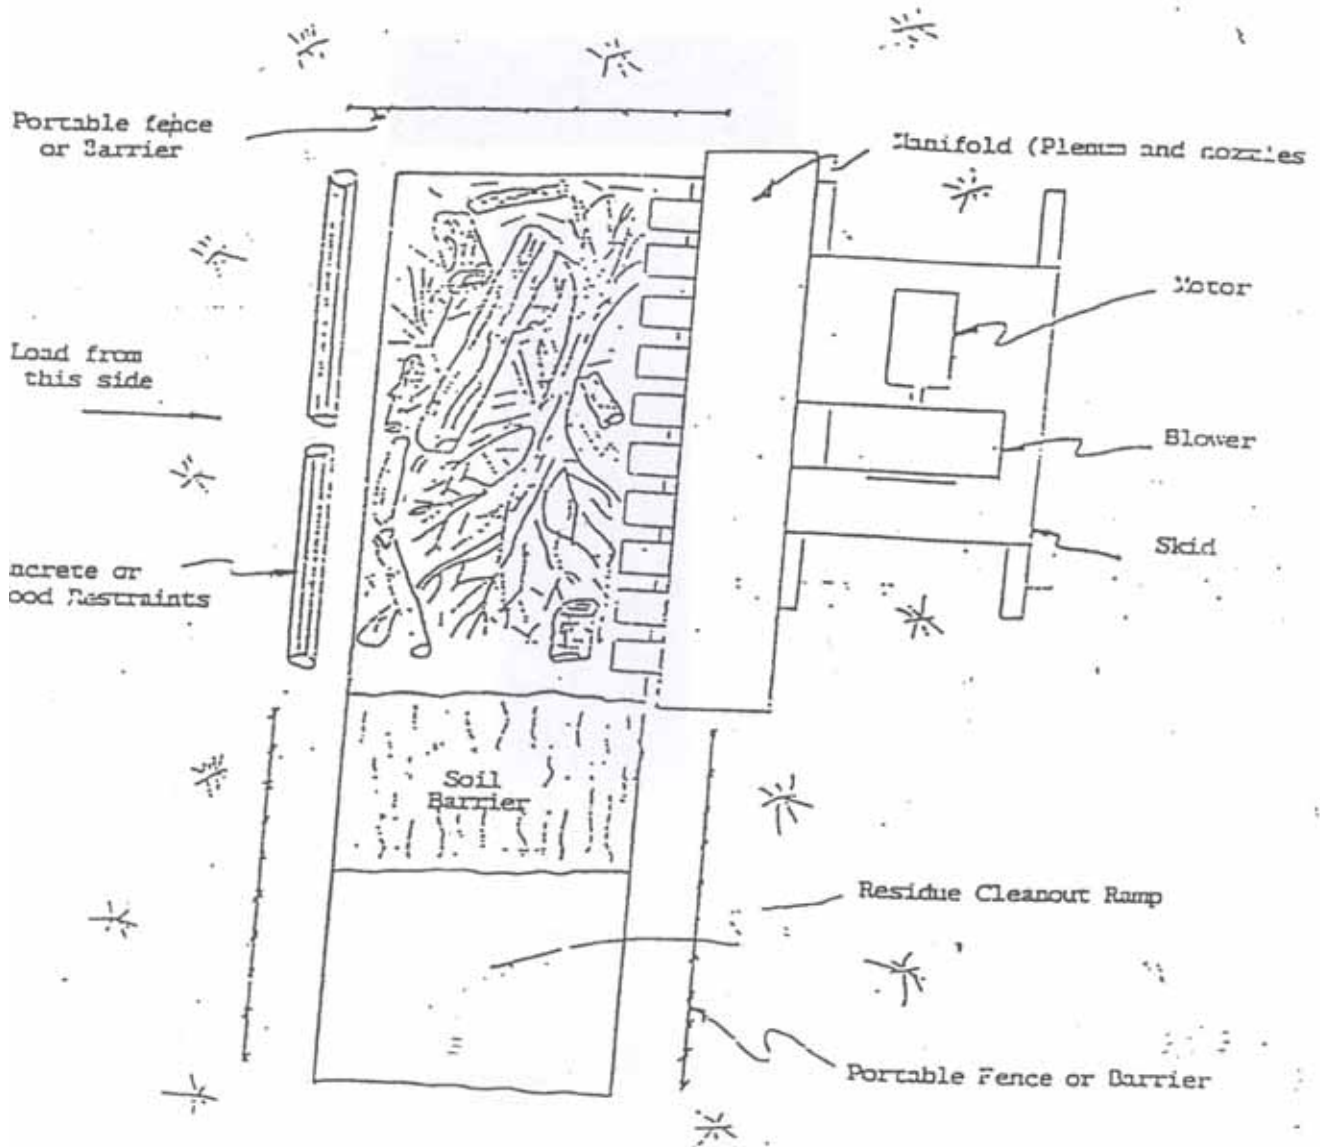 Portable fence
or Barrier
Manifold (Plenum and nozzles
Motor
Load from
this side
Blower
Skid
ncrete or
ood Restraints
Soil
Barrier
Residue Cleanout Ramp
Portable Fence or Barrier